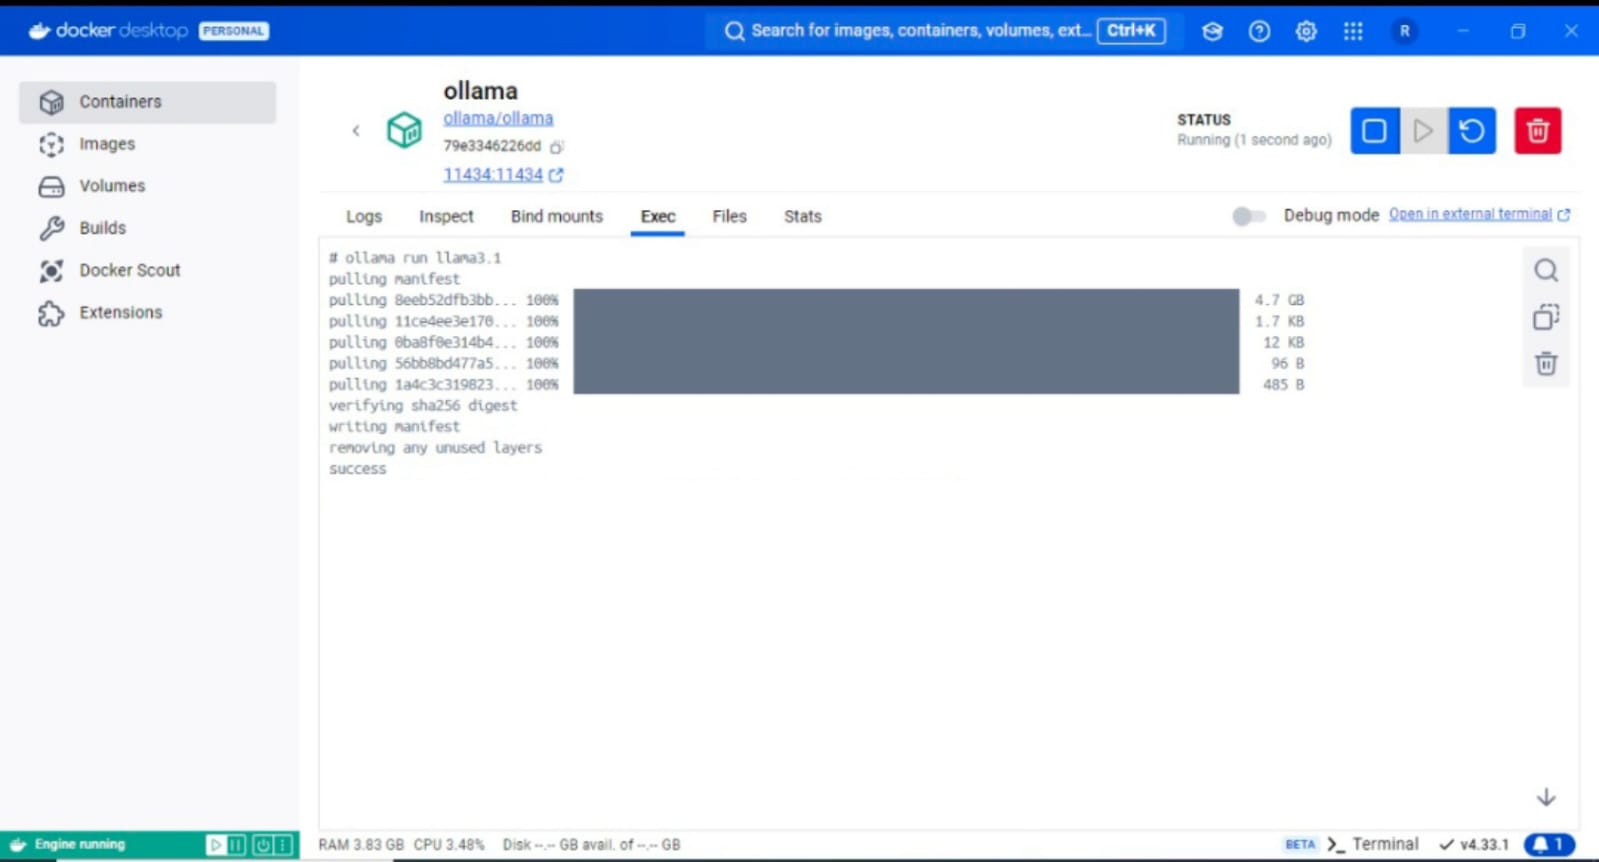 docker desktop PERSONAL
Search for images, containers, volumes, ext... Ctrl+K
R
Containers
Images
Volumes
Builds
Docker Scout
Extensions
ollama
ollama/ollama
79e3346226dd
11434:11434
STATUS
Running (1 second ago)
Logs Inspect Bind mounts Exec Files Stats
Debug mode Open in external terminal
# ollama run llama3.1
pulling manifest
pulling 8eeb52dfb3bb... 100% 4.7 GB
pulling 11ce4ee3e170... 100% 1.7 KB
pulling 0ba8f0e314b4... 100% 12 KB
pulling 56bb8bd477a5... 100% 96 B
pulling 1a4c3c319823... 100% 485 B
verifying sha256 digest
writing manifest
removing any unused layers
success
Engine running
RAM 3.83 GB CPU 3.48% Disk --.-- GB avail. of --.-- GB
BETA >_ Terminal v4.33.1 1